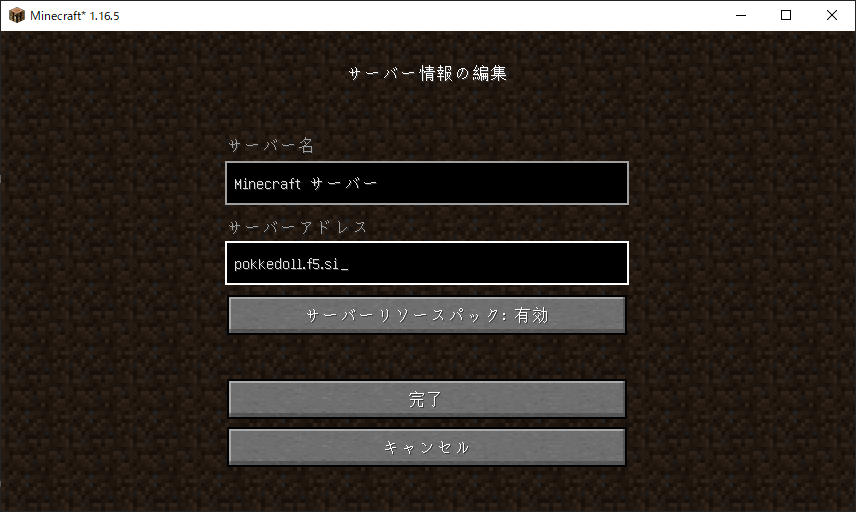 Minecraft* 1.16.5
サーバー情報の編集
サーバー名
Minecraft サーバー
サーバーアドレス
pokkedoll.f5.si_
サーバーリソースパック: 有効
完了
キャンセル